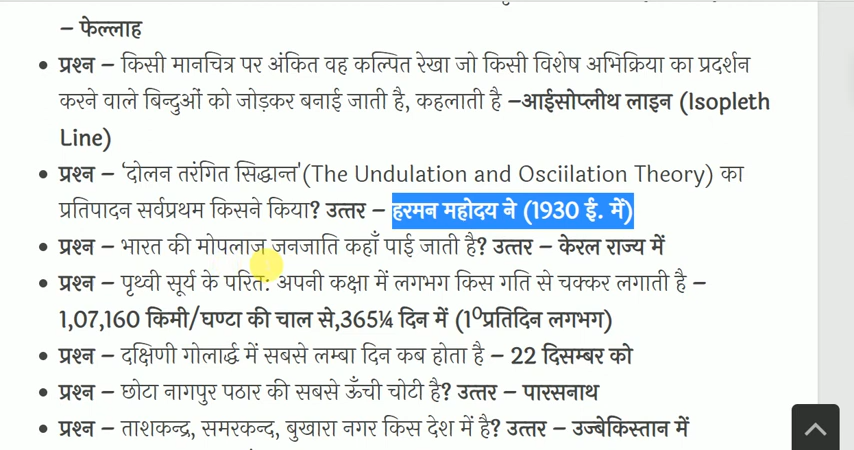 – फेल्लाह
प्रश्न – किसी मानचित्र पर अंकित वह कल्पित रेखा जो किसी विशेष अभिक्रिया का प्रदर्शन
करने वाले बिन्दुओं को जोड़कर बनाई जाती है, कहलाती है –आईसोप्लीथ लाइन (Isopleth
Line)
प्रश्न – 'दोलन तरंगित सिद्धान्त'(The Undulation and Osciilation Theory) का
प्रतिपादन सर्वप्रथम किसने किया? उत्तर – हरमन महोदय ने (1930 ई. में)
प्रश्न – भारत की मोपलाज जनजाति कहाँ पाई जाती है? उत्तर – केरल राज्य में
प्रश्न – पृथ्वी सूर्य के परित: अपनी कक्षा में लगभग किस गति से चक्कर लगाती है –
1,07,160 किमी/घण्टा की चाल से,365¼ दिन में (1⁰प्रतिदिन लगभग)
प्रश्न – दक्षिणी गोलार्द्ध में सबसे लम्बा दिन कब होता है – 22 दिसम्बर को
प्रश्न – छोटा नागपुर पठार की सबसे ऊँची चोटी है? उत्तर – पारसनाथ
प्रश्न – ताशकन्द्र, समरकन्द, बुखारा नगर किस देश में है? उत्तर – उज्बेकिस्तान में